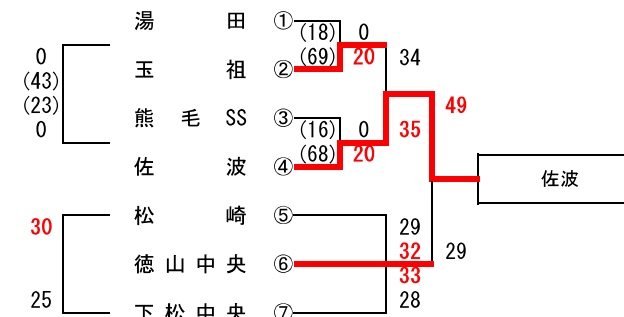 湯田 ① (18) 0
0 (69) 20 34
(43) 玉祖 ②
(23) 49
熊毛SS ③ (16) 0 35
0 (68) 20
佐波 ④ 佐波
松崎 ⑤ 29
30 32 29
徳山中央 ⑥ 33
25 28
下松中央 ⑦